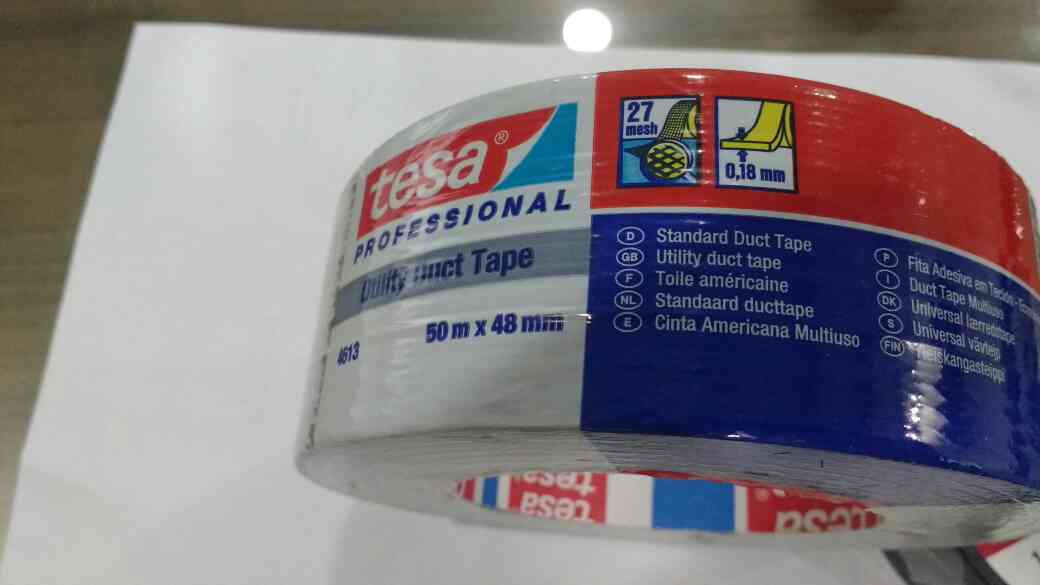 tesa®
PROFESSIONAL
Utility Duct Tape
50 m x 48 mm
4613
27
mesh
0,18 mm
D Standard Duct Tape
GB Utility duct tape
F Toile américaine
NL Standaard ducttape
E Cinta Americana Multiuso
P Fita Adesiva em Tecido
I Duct Tape Multiuso
DK Universal lærredstape
S Universal vävtejp
FIN Yleiskangasteippi
tesa
tesa
tesa